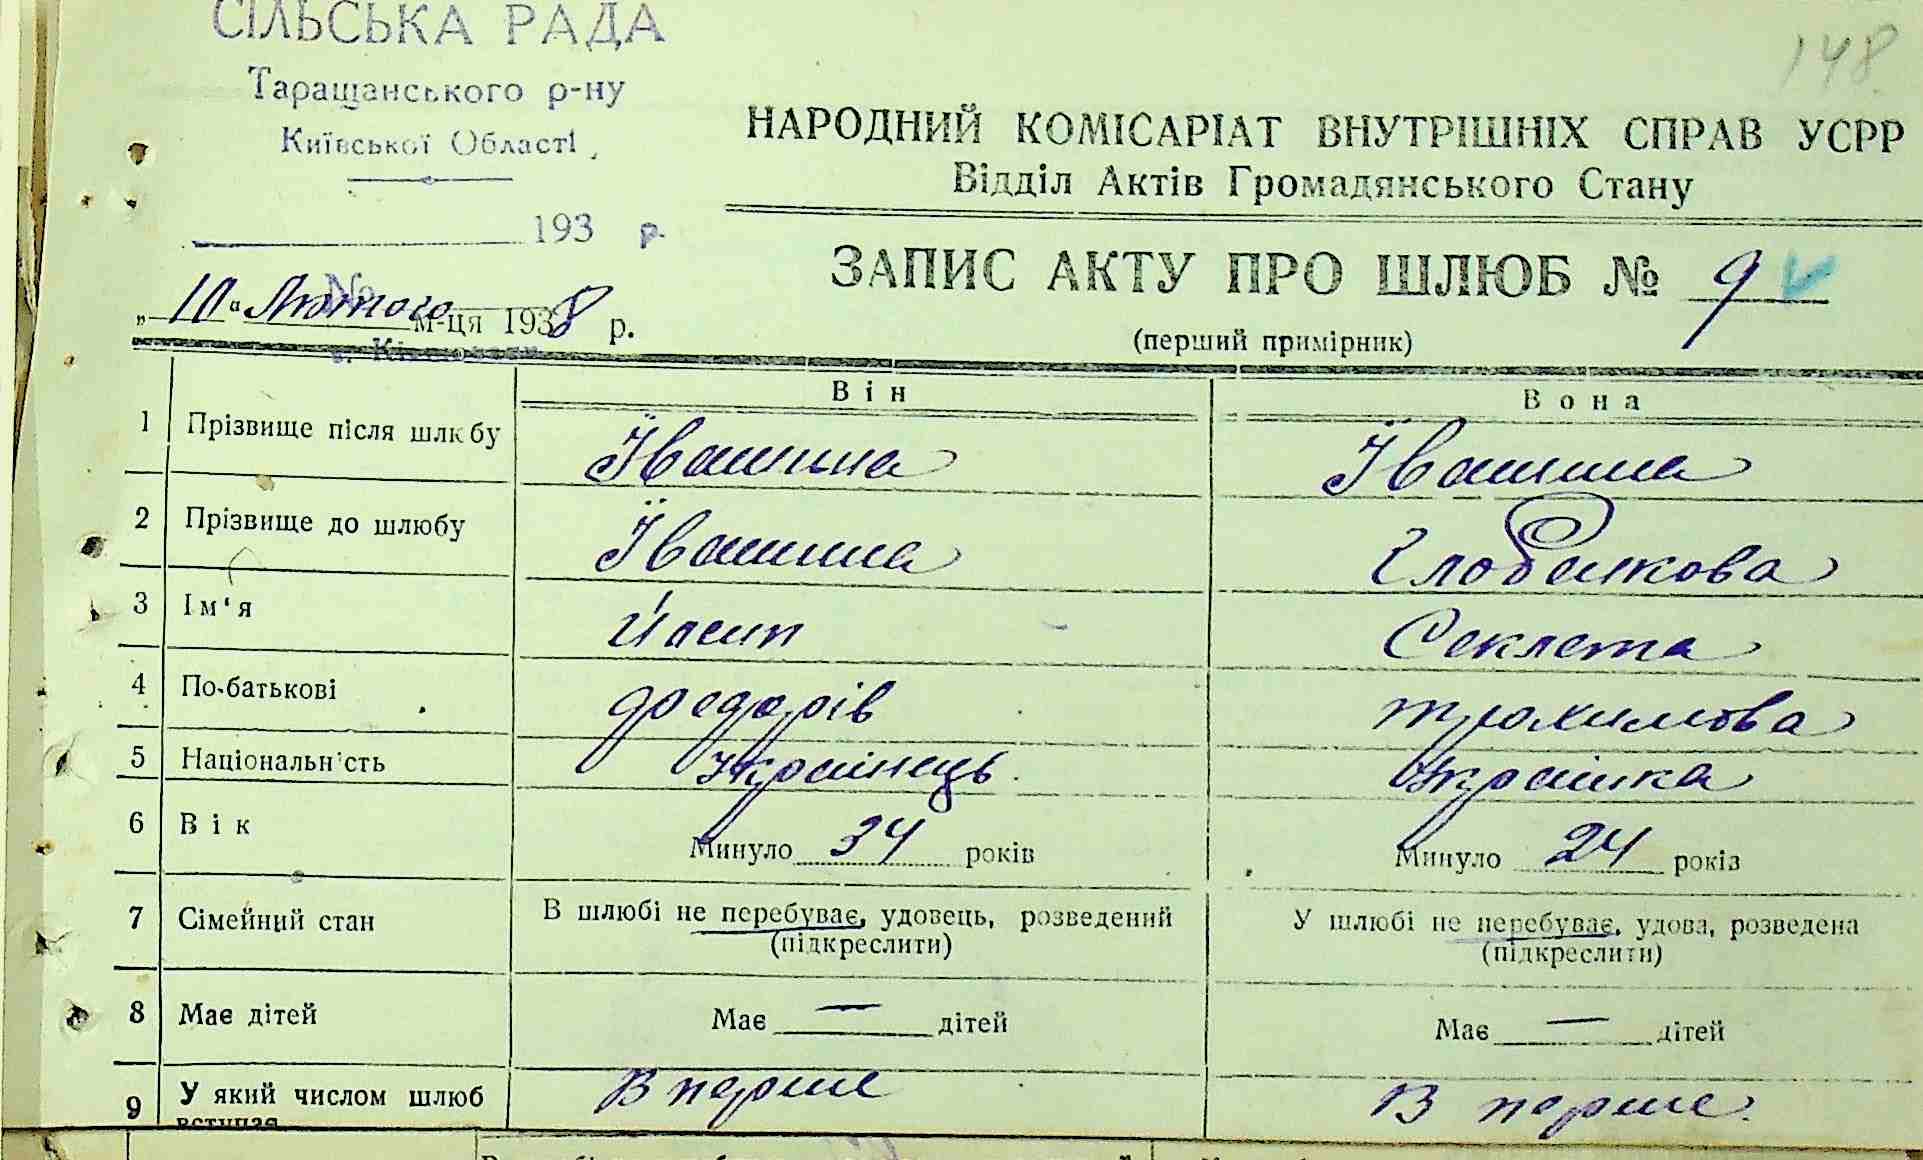 СІЛЬСЬКА РАДА
Таращанського р-ну
Київської Області
193 р.
№
148
НАРОДНИЙ КОМІСАРІАТ ВНУТРІШНІХ СПРАВ УСРР
Відділ Актів Громадянського Стану
ЗАПИС АКТУ ПРО ШЛЮБ № 9
(перший примірник)
„10" Лютого м-ця 1938 р.
Він Вона
1 Прізвище після шлюбу Івашина Івашина
2 Прізвище до шлюбу Івашина
3 Ім'я Йосип Секлета
4 По-батькові Федорів Трохимова
5 Національність Українець Українка
6 Вік Минуло 34 років Минуло 24 років
7 Сімейний стан В шлюбі не перебуває, удовець, розведений У шлюбі не перебуває, удова, розведена
(підкреслити) (підкреслити)
8 Має дітей Має — дітей Має — дітей
9 У який числом шлюб В перше В перше.
вступая